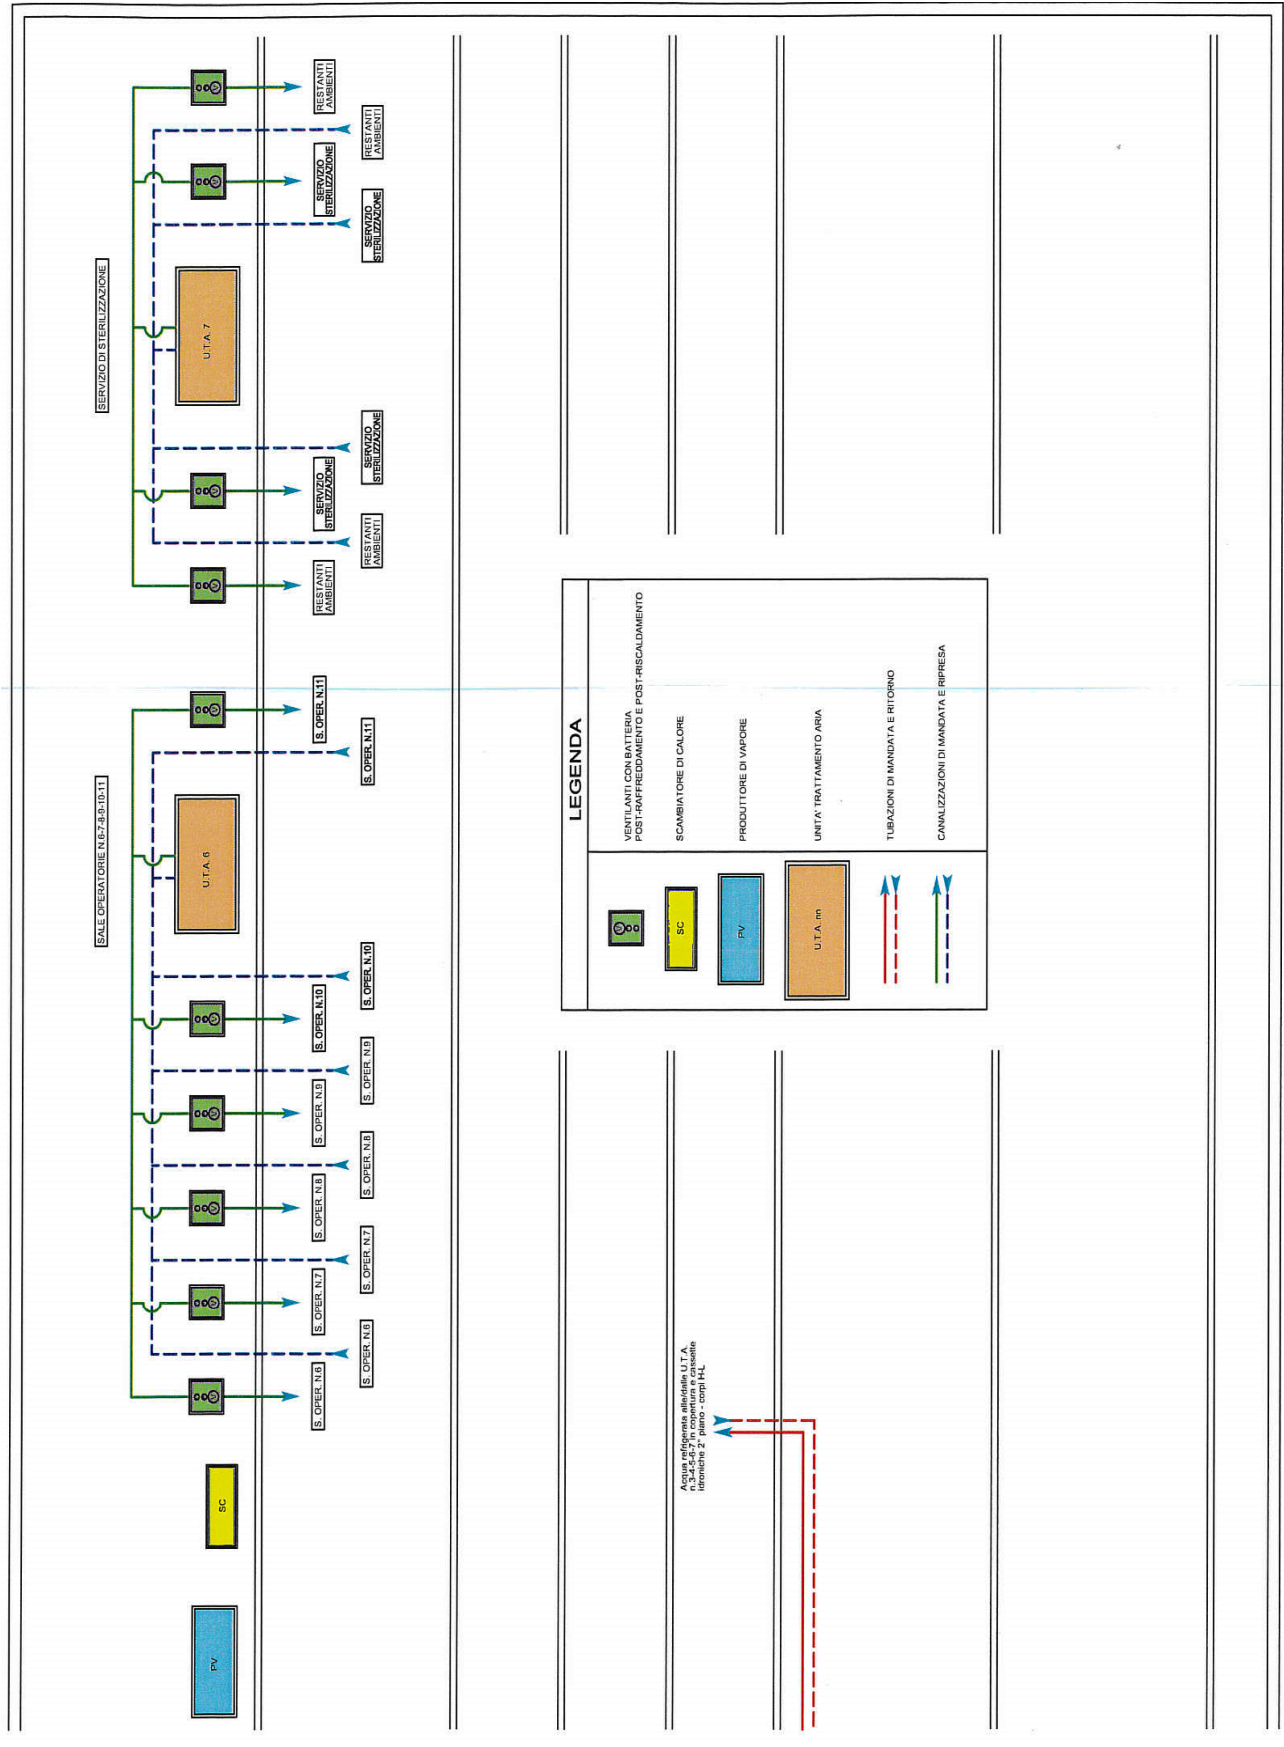 SALE OPERATORIE N.6-7-8-9-10-11
SERVIZIO DI STERILIZZAZIONE
PV
SC
U.T.A. 6
U.T.A. 7
S. OPER. N.6
S. OPER. N.6
S. OPER. N.7
S. OPER. N.7
S. OPER. N.8
S. OPER. N.8
S. OPER. N.9
S. OPER. N.9
S. OPER. N.10
S. OPER. N.10
S. OPER. N.11
S. OPER. N.11
RESTANTI
AMBIENTI
RESTANTI
AMBIENTI
SERVIZIO
STERILIZZAZIONE
SERVIZIO
STERILIZZAZIONE
SERVIZIO
STERILIZZAZIONE
SERVIZIO
STERILIZZAZIONE
RESTANTI
AMBIENTI
RESTANTI
AMBIENTI
Acqua refrigerata alle/dalle U.T.A.
n.3-4-5-6-7 in copertura e cassette
idroniche 2° piano - corpi H-L
LEGENDA
VENTILANTI CON BATTERIA
POST-RAFFREDDAMENTO E POST-RISCALDAMENTO
SC
SCAMBIATORE DI CALORE
PV
PRODUTTORE DI VAPORE
U.T.A. nn
UNITA' TRATTAMENTO ARIA
TUBAZIONI DI MANDATA E RITORNO
CANALIZZAZIONI DI MANDATA E RIPRESA